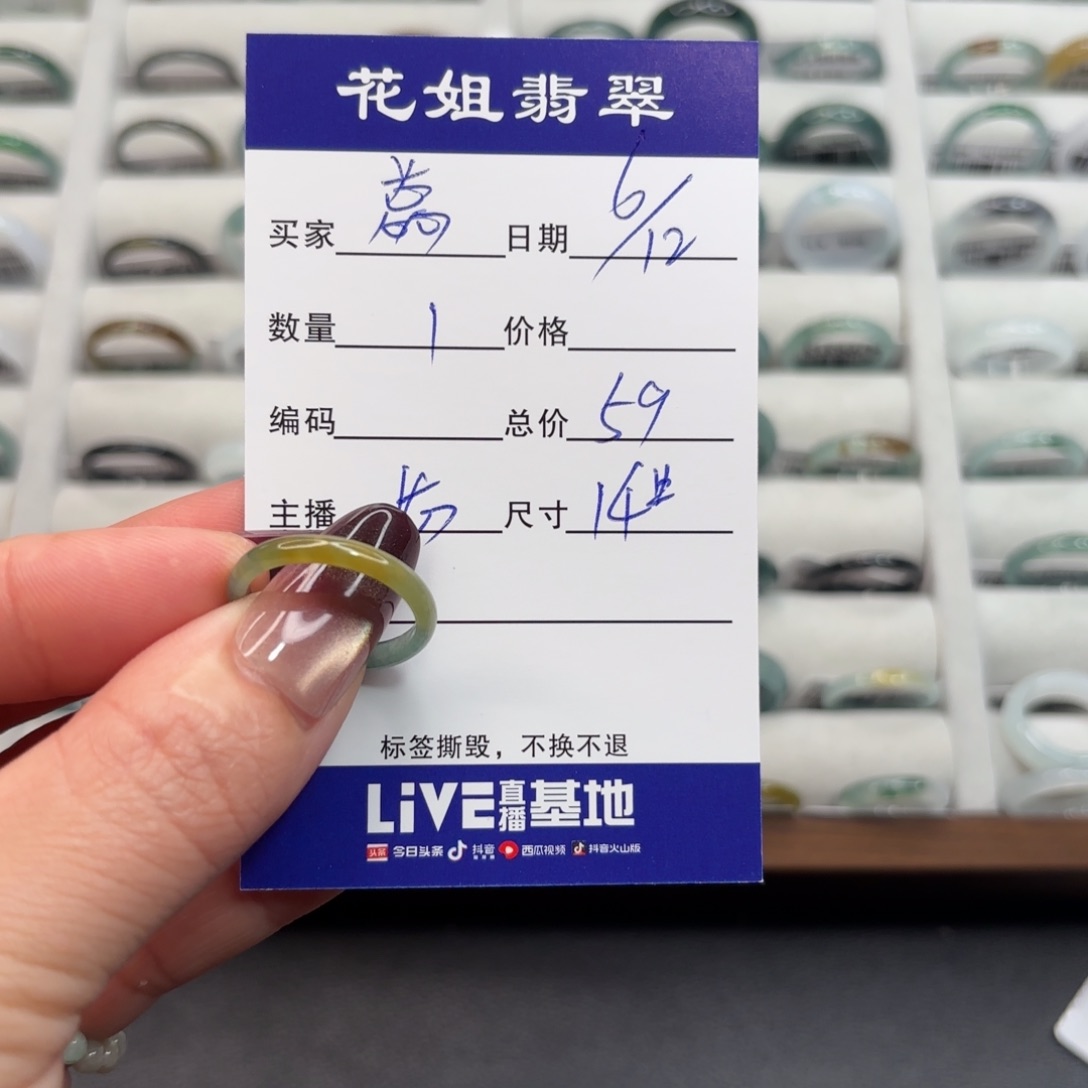 花姐翡翠
买家 蕊 日期 6/12
数量 1 价格
编码 总价 59
主播 尺寸 14
标签撕毁，不换不退
LiVE直播基地
今日头条 抖音 西瓜视频 抖音火山版